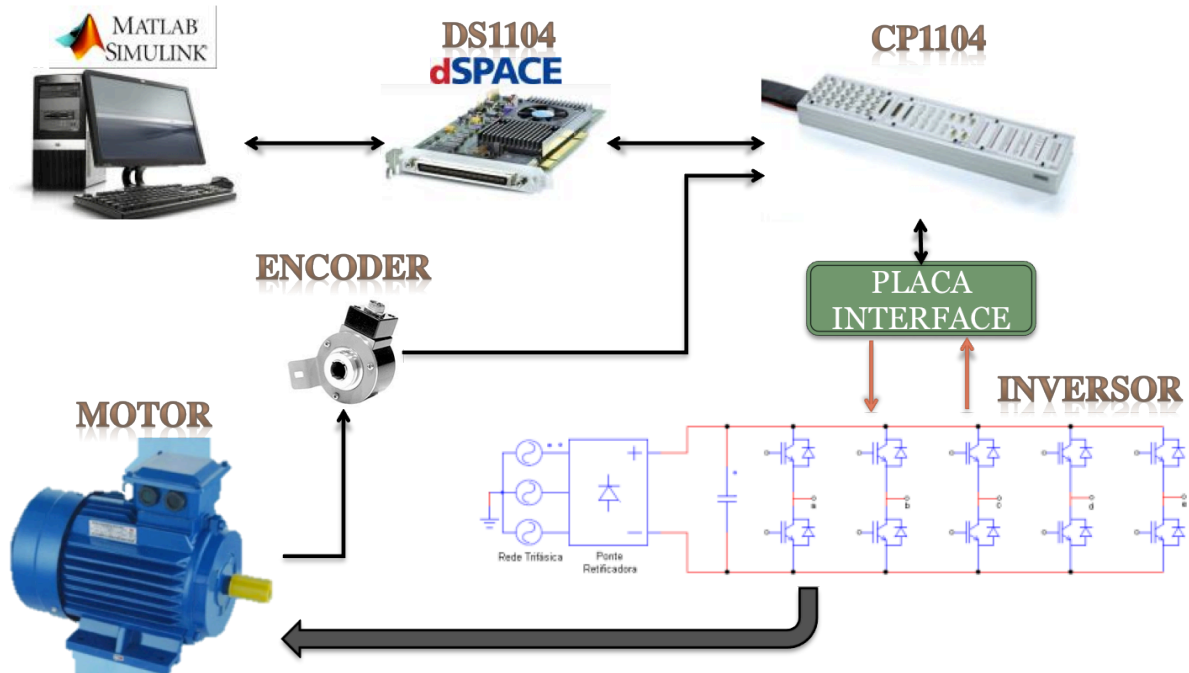 MATLAB
SIMULINK
DS1104
dSPACE
CP1104
ENCODER
PLACA
INTERFACE
INVERSOR
MOTOR
a
b
c
d
e
Rede Trifásica
Ponte
Retificadora